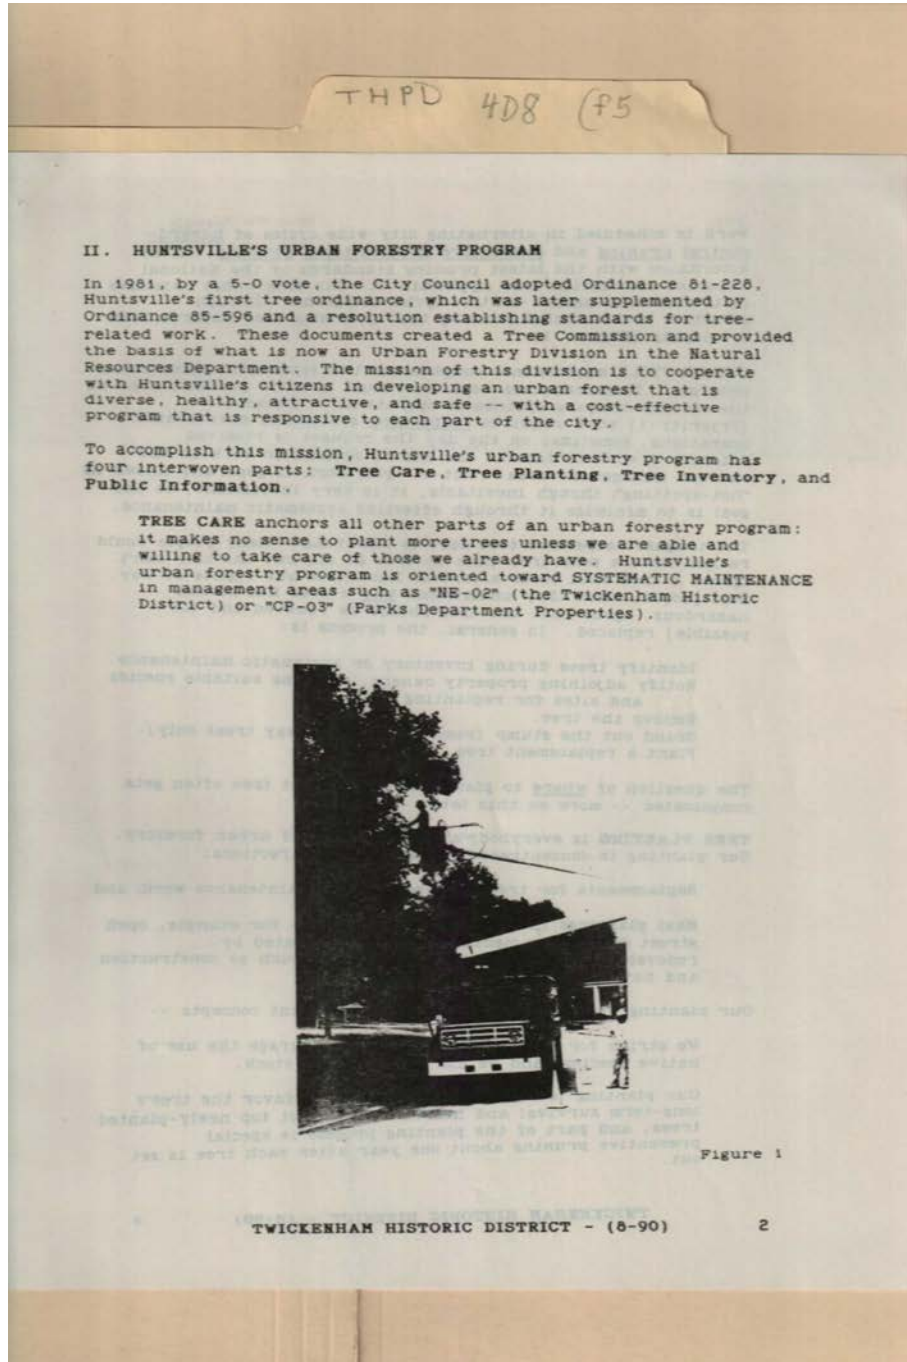 THPD 4D8 (f5
II. HUNTSVILLE'S URBAN FORESTRY PROGRAM
In 1981, by a 5-0 vote, the City Council adopted Ordinance 81-228,
Huntsville's first tree ordinance, which was later supplemented by
Ordinance 85-596 and a resolution establishing standards for tree-
related work. These documents created a Tree Commission and provided
the basis of what is now an Urban Forestry Division in the Natural
Resources Department. The mission of this division is to cooperate
with Huntsville's citizens in developing an urban forest that is
diverse, healthy, attractive, and safe -- with a cost-effective
program that is responsive to each part of the city.
To accomplish this mission, Huntsville's urban forestry program has
four interwoven parts: Tree Care, Tree Planting, Tree Inventory, and
Public Information.
TREE CARE anchors all other parts of an urban forestry program:
it makes no sense to plant more trees unless we are able and
willing to take care of those we already have. Huntsville's
urban forestry program is oriented toward SYSTEMATIC MAINTENANCE
in management areas such as "NE-02" (the Twickenham Historic
District) or "CP-03" (Parks Department Properties).
Figure 1
TWICKENHAM HISTORIC DISTRICT - (8-90) 2